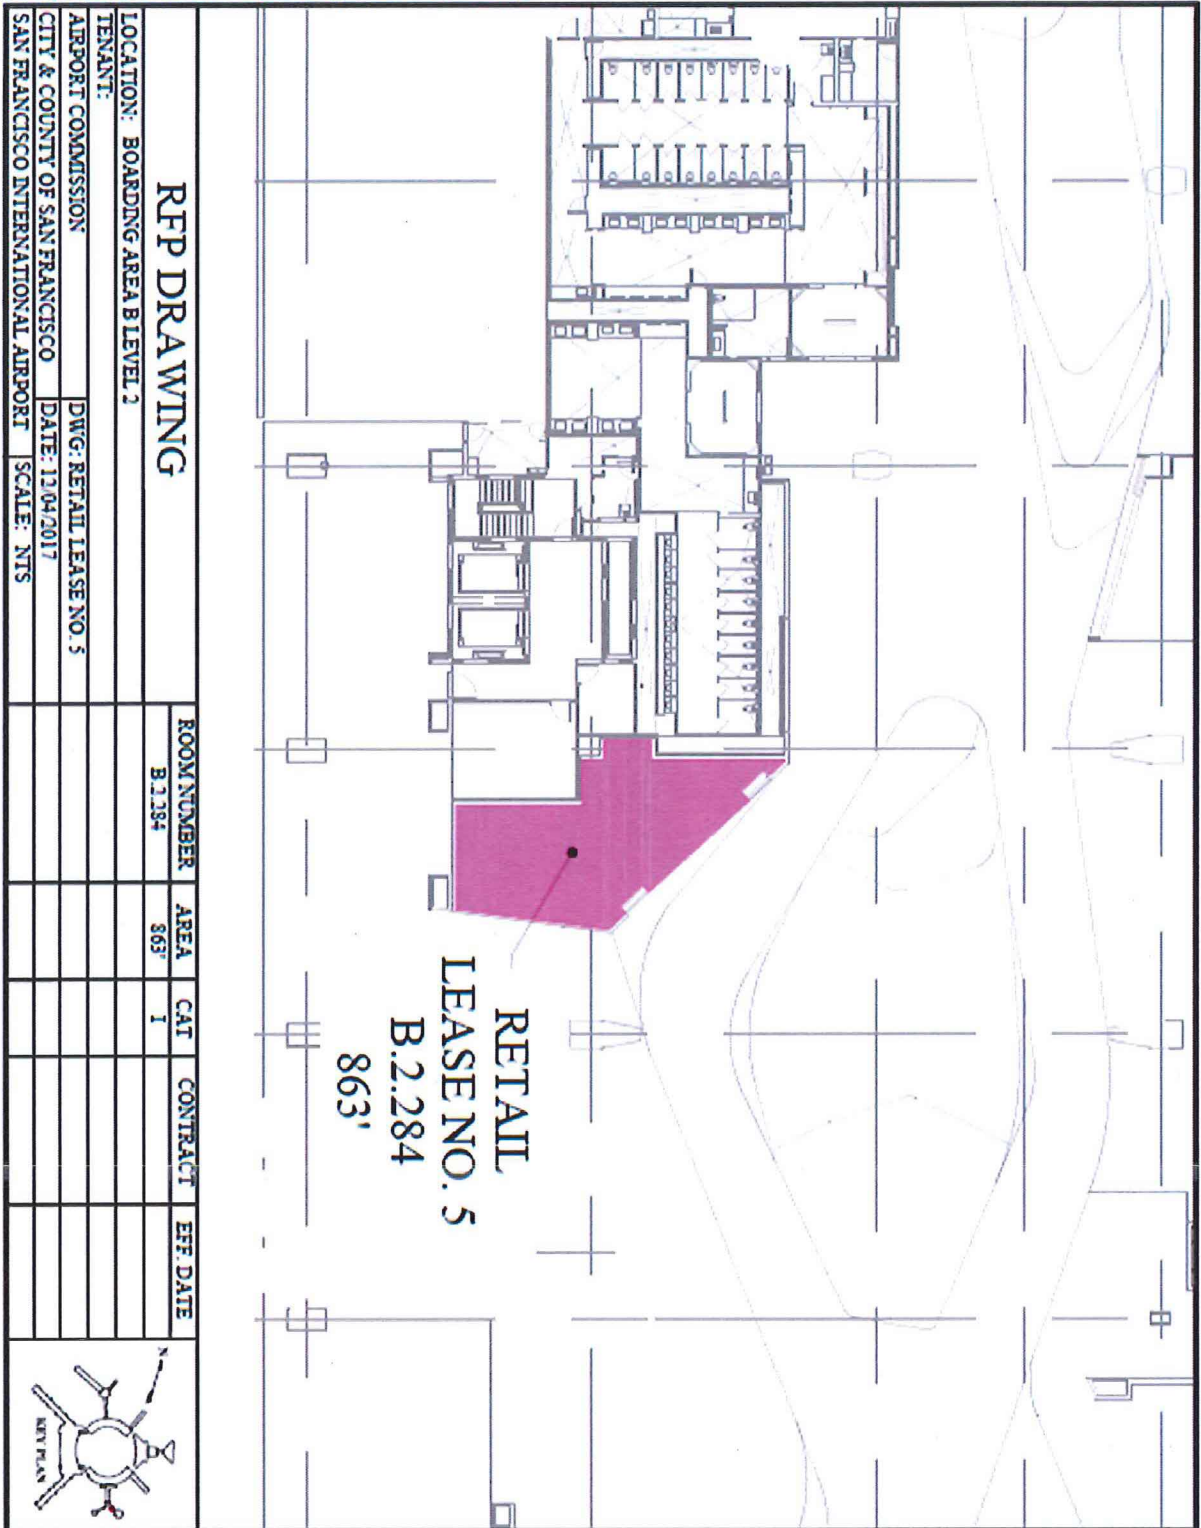 RETAIL
LEASE NO. 5
B.2.284
863'
RFP DRAWING
LOCATION: BOARDING AREA B LEVEL 2
TENANT:
AIRPORT COMMISSION
DWG: RETAIL LEASE NO. 5
CITY & COUNTY OF SAN FRANCISCO
DATE: 12/04/2017
SAN FRANCISCO INTERNATIONAL AIRPORT
SCALE: NTS
ROOM NUMBER AREA CAT CONTRACT EFF. DATE
B.2.284 863' 1
N
KEY PLAN